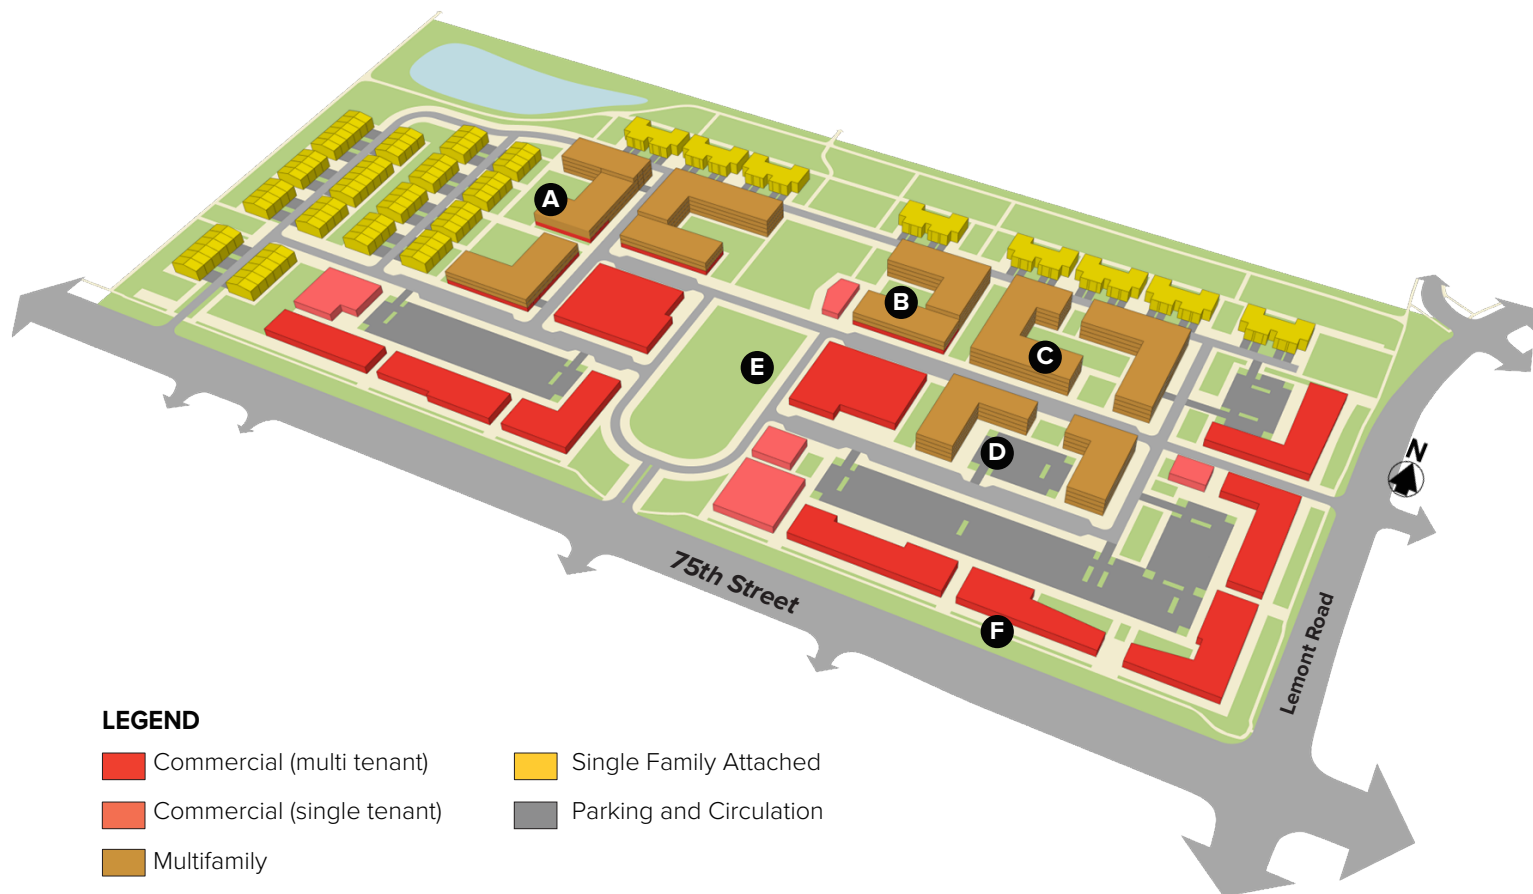 A
B
C
E
D
N
F
75th Street
Lemont Road
LEGEND
Commercial (multi tenant)
Single Family Attached
Commercial (single tenant)
Parking and Circulation
Multifamily